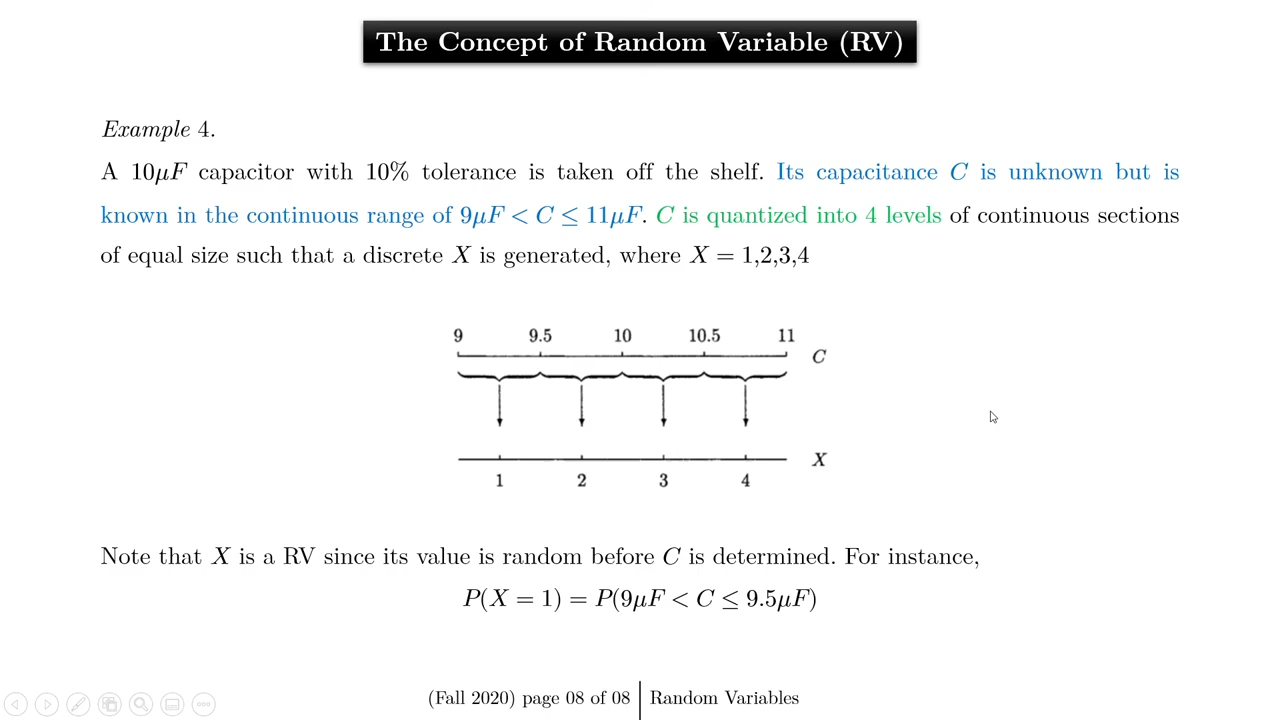 The Concept of Random Variable (RV)
Example 4.
A 10μF capacitor with 10% tolerance is taken off the shelf. Its capacitance C is unknown but is
known in the continuous range of 9μF < C ≤ 11μF. C is quantized into 4 levels of continuous sections
of equal size such that a discrete X is generated, where X = 1,2,3,4
9 9.5 10 10.5 11
C
X
1 2 3 4
Note that X is a RV since its value is random before C is determined. For instance,
P(X = 1) = P(9μF < C ≤ 9.5μF)
(Fall 2020) page 08 of 08 Random Variables